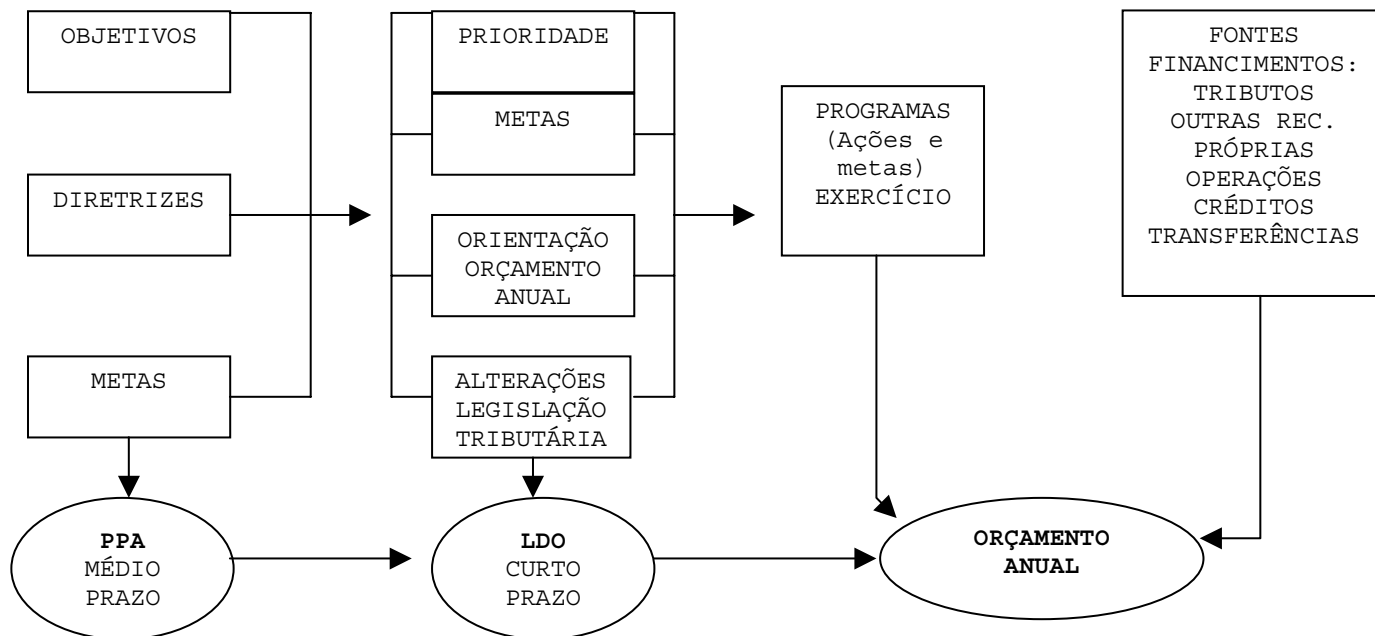 OBJETIVOS
DIRETRIZES
METAS
PRIORIDADE
METAS
ORIENTAÇÃO
ORÇAMENTO
ANUAL
ALTERAÇÕES
LEGISLAÇÃO
TRIBUTÁRIA
PROGRAMAS
(Ações e
metas)
EXERCÍCIO
FONTES
FINANCIMENTOS:
TRIBUTOS
OUTRAS REC.
PRÓPRIAS
OPERAÇÕES
CRÉDITOS
TRANSFERÊNCIAS
PPA
MÉDIO
PRAZO
LDO
CURTO
PRAZO
ORÇAMENTO
ANUAL